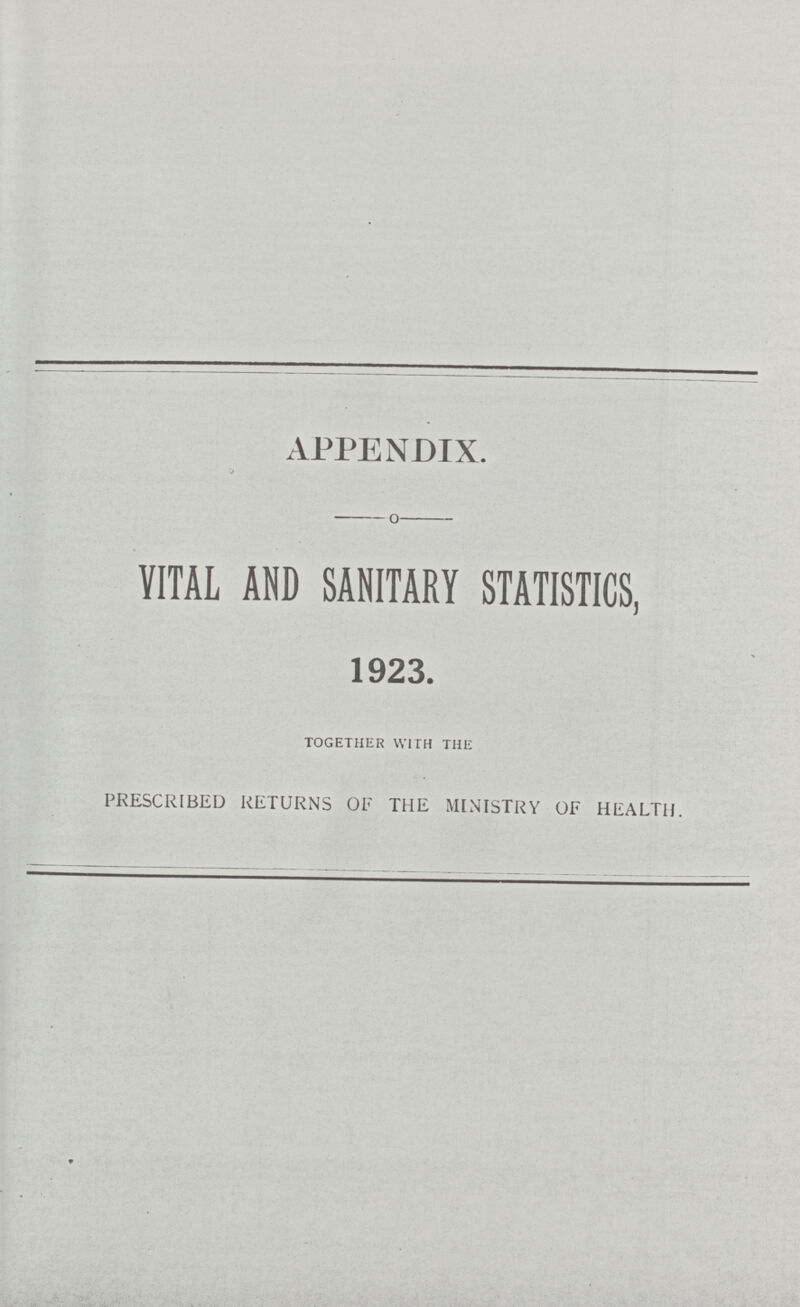 APPENDIX.
VITAL AND SANITARY STATISTICS,
1923.
TOGETHER WITH THE
PRESCRIBED RETURNS OF THE MINISTRY OF HEALTH.